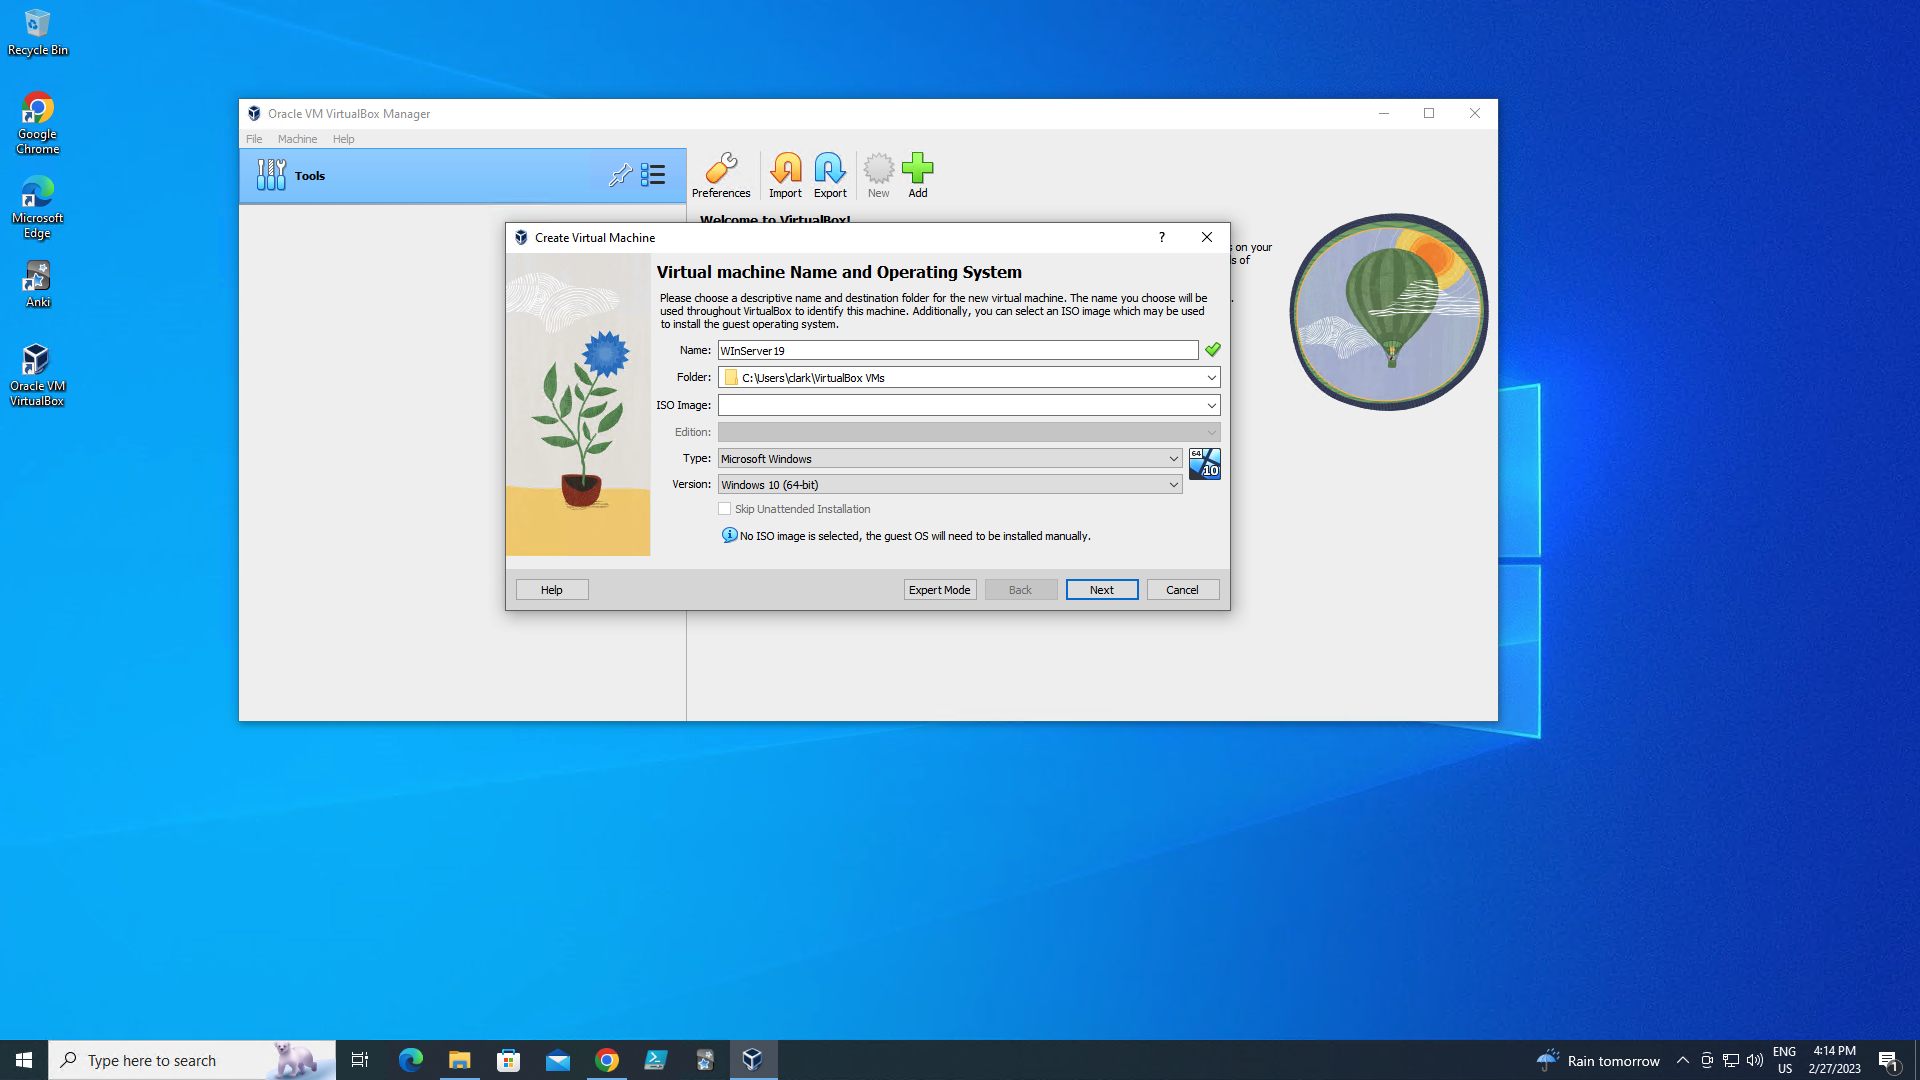 Recycle Bin
Google
Chrome
Microsoft
Edge
Anki
Oracle VM
VirtualBox
Oracle VM VirtualBox Manager
File Machine Help
Tools
Preferences Import Export New Add
Welcome to VirtualBox!
on your
of
Create Virtual Machine ?
Virtual machine Name and Operating System
Please choose a descriptive name and destination folder for the new virtual machine. The name you choose will be
used throughout VirtualBox to identify this machine. Additionally, you can select an ISO image which may be used
to install the guest operating system.
Name: WInServer19
Folder: C:\Users\clark\VirtualBox VMs
ISO Image:
Edition:
Type: Microsoft Windows
64
10
Version: Windows 10 (64-bit)
Skip Unattended Installation
No ISO image is selected, the guest OS will need to be installed manually.
Help Expert Mode Back Next Cancel
Type here to search
Rain tomorrow
ENG
US
4:14 PM
2/27/2023
1